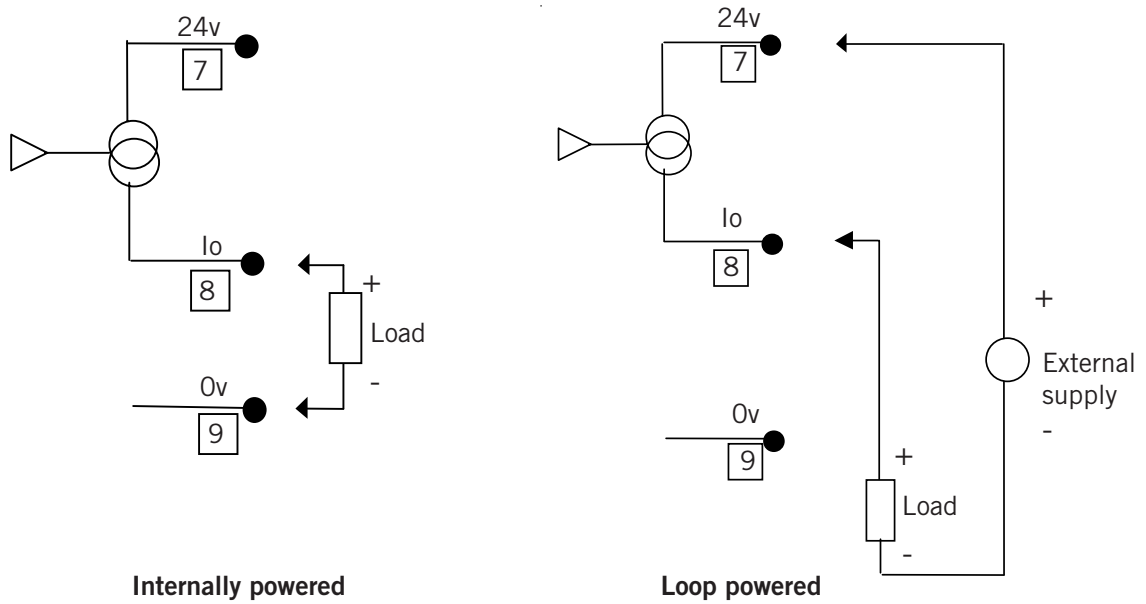 24v
7
Io
8
+
Load
-
0v
9
Internally powered
24v
7
Io
8
0v
9
+
Load
-
+
External
supply
-
Loop powered